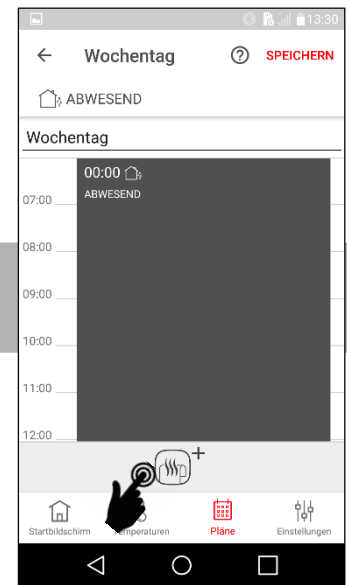 13:30
Wochentag
?
SPEICHERN
ABWESEND
Wochentag
00:00
ABWESEND
07:00
08:00
09:00
10:00
11:00
12:00
+
Startbildschirm
Temperaturen
Pläne
Einstellungen